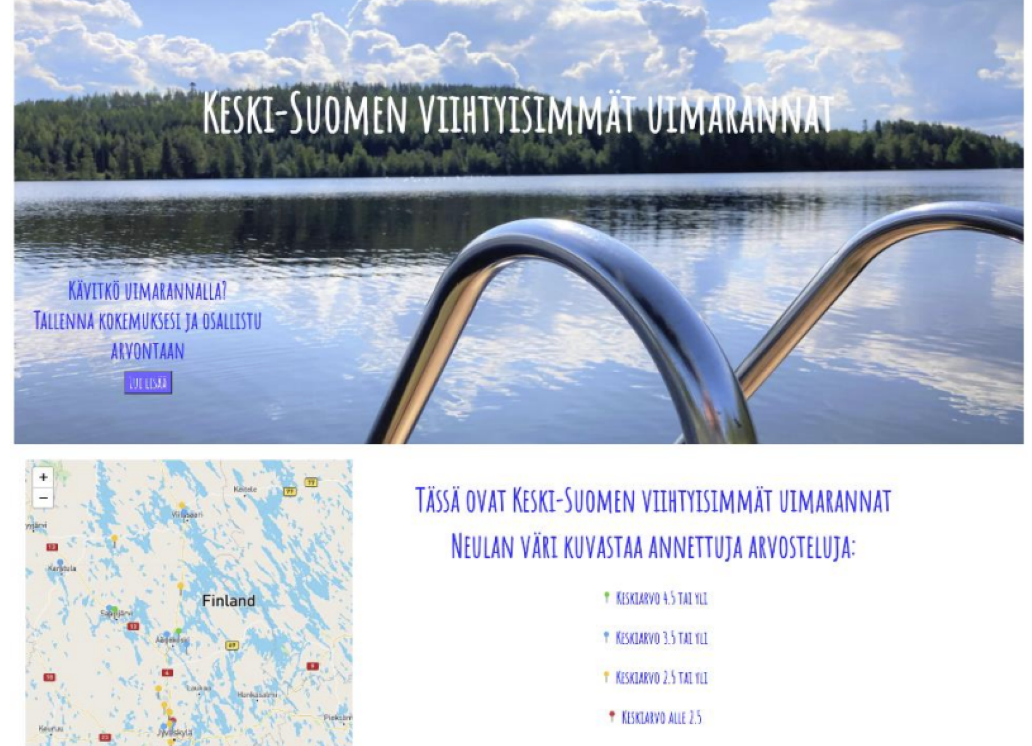 Keski-Suomen viihtyisimmät uimarannat
Kävitkö uimarannalla?
Tallenna kokemuksesi ja osallistu
arvontaan
Lue lisää
+
−
Tässä ovat Keski-Suomen viihtyisimmät uimarannat
Neulan väri kuvastaa annettuja arvosteluja:
Keskiarvo 4.5 tai yli
Keskiarvo 3.5 tai yli
Keskiarvo 2.5 tai yli
Keskiarvo alle 2.5
Keitele
77
77
Viitasaari
13
Karstula
Finland
Saarijärvi
Äänekoski
69
9
4
Laukaa
Hankasalmi
Keuruu
Jyväskylä